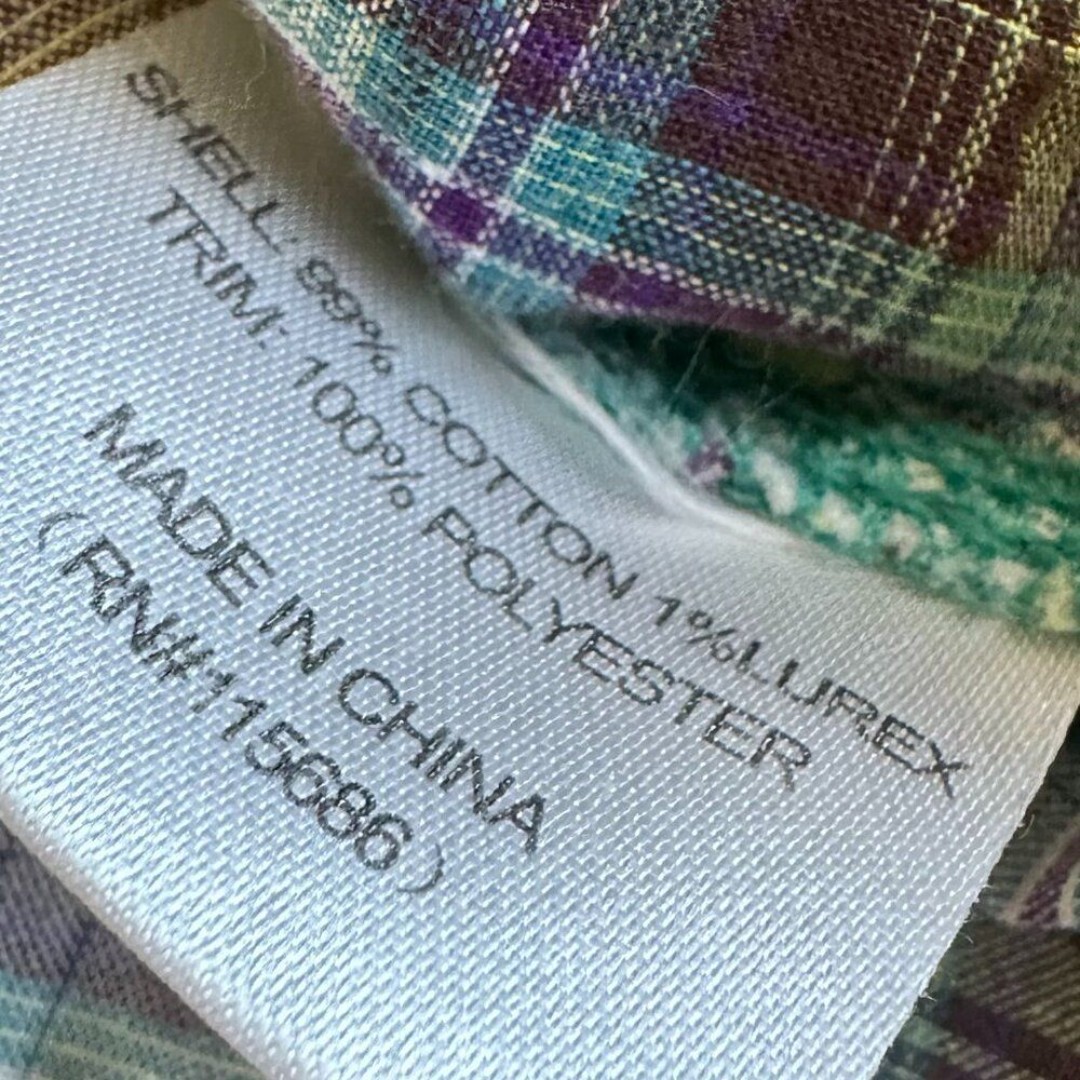 SHELL: 99% COTTON 1%LUREX
TRIM: 100% POLYESTER
MADE IN CHINA
(RN#115686)